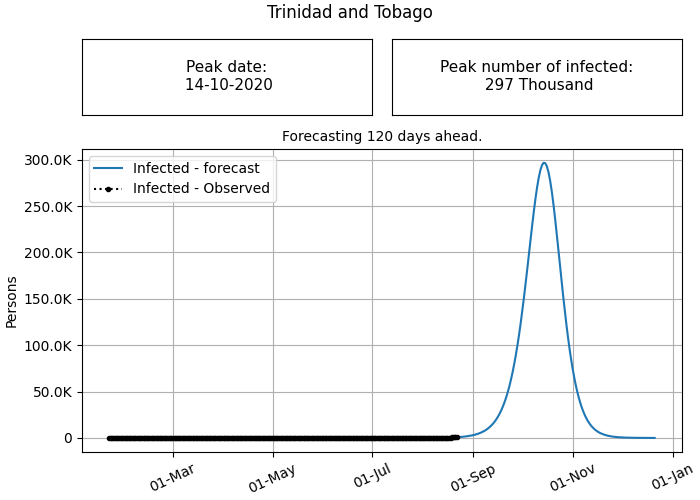 Trinidad and Tobago
Peak date:
14-10-2020
Peak number of infected:
297 Thousand
Forecasting 120 days ahead.
300.0K
250.0K
200.0K
150.0K
100.0K
50.0K
0
Persons
Infected - forecast
Infected - Observed
01-Mar
01-May
01-Jul
01-Sep
01-Nov
01-Jan